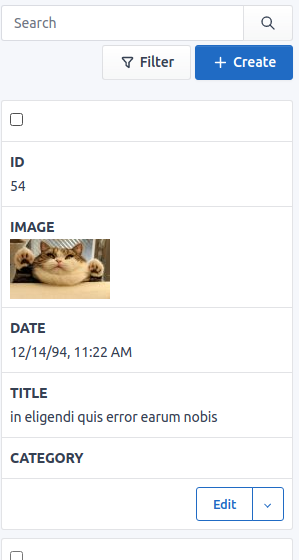 Search
Filter
Create
ID
54
IMAGE
DATE
12/14/94, 11:22 AM
TITLE
in eligendi quis error earum nobis
CATEGORY
Edit